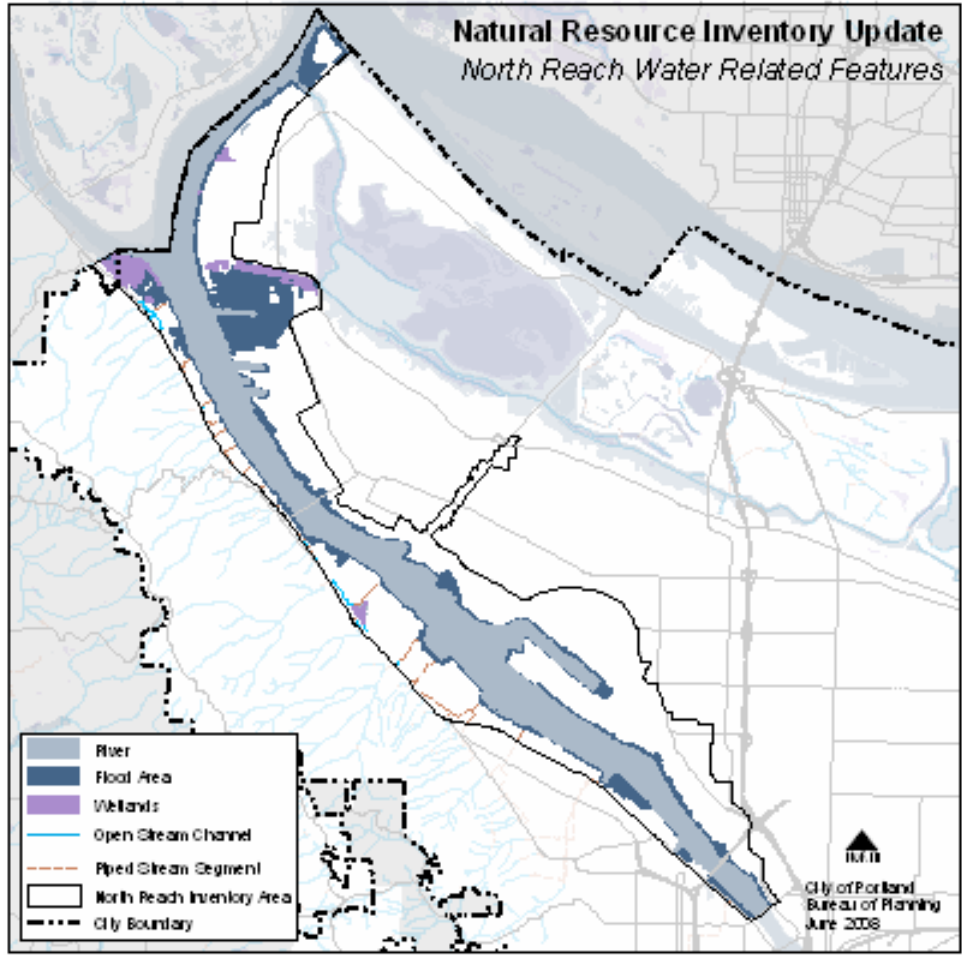 Natural Resource Inventory Update
North Reach Water Related Features
River
Flood Area
Wetlands
Open Stream Channel
Piped Stream Segment
North Reach Inventory Area
City Boundary
NORTH
City of Portland
Bureau of Planning
June 2008